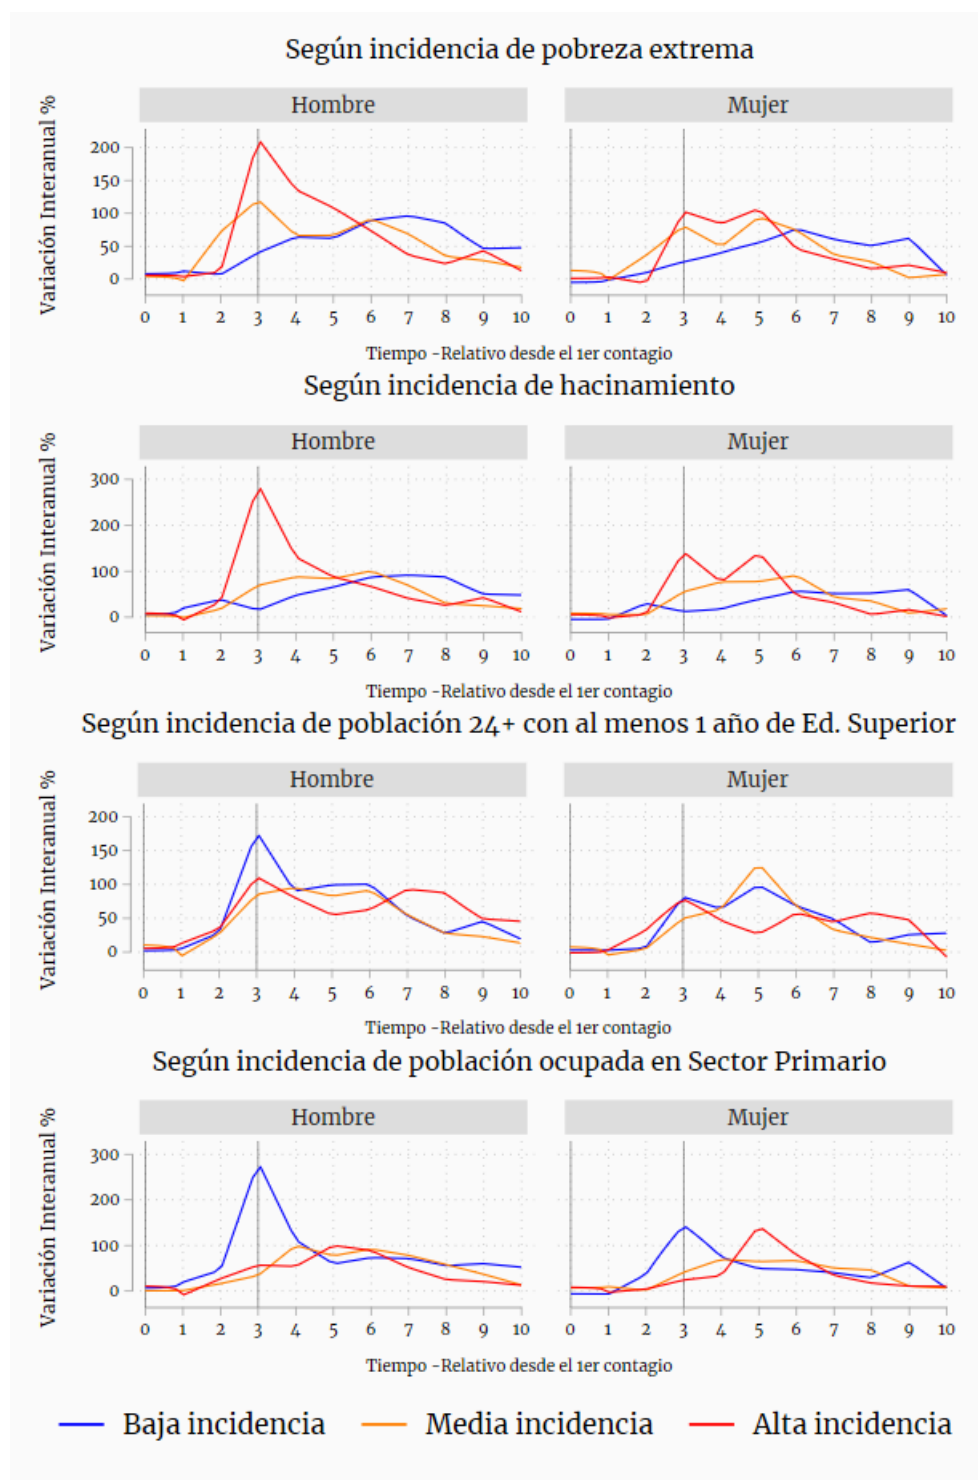 Según incidencia de pobreza extrema
Hombre Mujer
Variación Interanual %
200
150
100
50
0
0 1 2 3 4 5 6 7 8 9 10 0 1 2 3 4 5 6 7 8 9 10
Tiempo -Relativo desde el 1er contagio
Según incidencia de hacinamiento
Hombre Mujer
Variación Interanual %
300
200
100
0
0 1 2 3 4 5 6 7 8 9 10 0 1 2 3 4 5 6 7 8 9 10
Tiempo -Relativo desde el 1er contagio
Según incidencia de población 24+ con al menos 1 año de Ed. Superior
Hombre Mujer
Variación Interanual %
200
150
100
50
0
0 1 2 3 4 5 6 7 8 9 10 0 1 2 3 4 5 6 7 8 9 10
Tiempo -Relativo desde el 1er contagio
Según incidencia de población ocupada en Sector Primario
Hombre Mujer
Variación Interanual %
300
200
100
0
0 1 2 3 4 5 6 7 8 9 10 0 1 2 3 4 5 6 7 8 9 10
Tiempo -Relativo desde el 1er contagio
Baja incidencia Media incidencia Alta incidencia